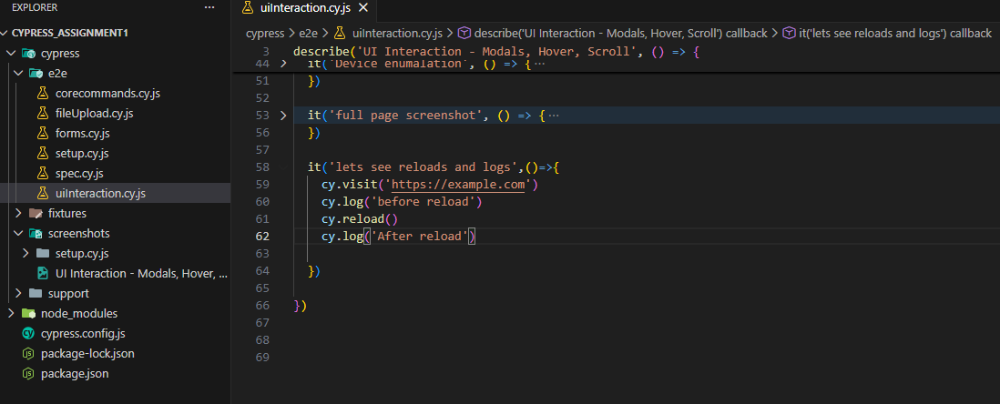 EXPLORER
···
CYPRESS_ASSIGNMENT1
cypress
e2e
corecommands.cy.js
fileUpload.cy.js
forms.cy.js
setup.cy.js
spec.cy.js
uiInteraction.cy.js
fixtures
screenshots
setup.cy.js
UI Interaction - Modals, Hover, ...
support
node_modules
cy cypress.config.js
JS package-lock.json
JS package.json
uiInteraction.cy.js
cypress > e2e > uiInteraction.cy.js > describe('UI Interaction - Modals, Hover, Scroll') callback > it('lets see reloads and logs') callback
3 describe('UI Interaction - Modals, Hover, Scroll', () => {
44 it('Device enumalation', () => {···
51 })
52
53 it('full page screenshot', () => {···
56 })
57
58 it('lets see reloads and logs',()=>{
59 cy.visit('https://example.com')
60 cy.log('before reload')
61 cy.reload()
62 cy.log('After reload')
63
64 })
65
66 })
67
68
69